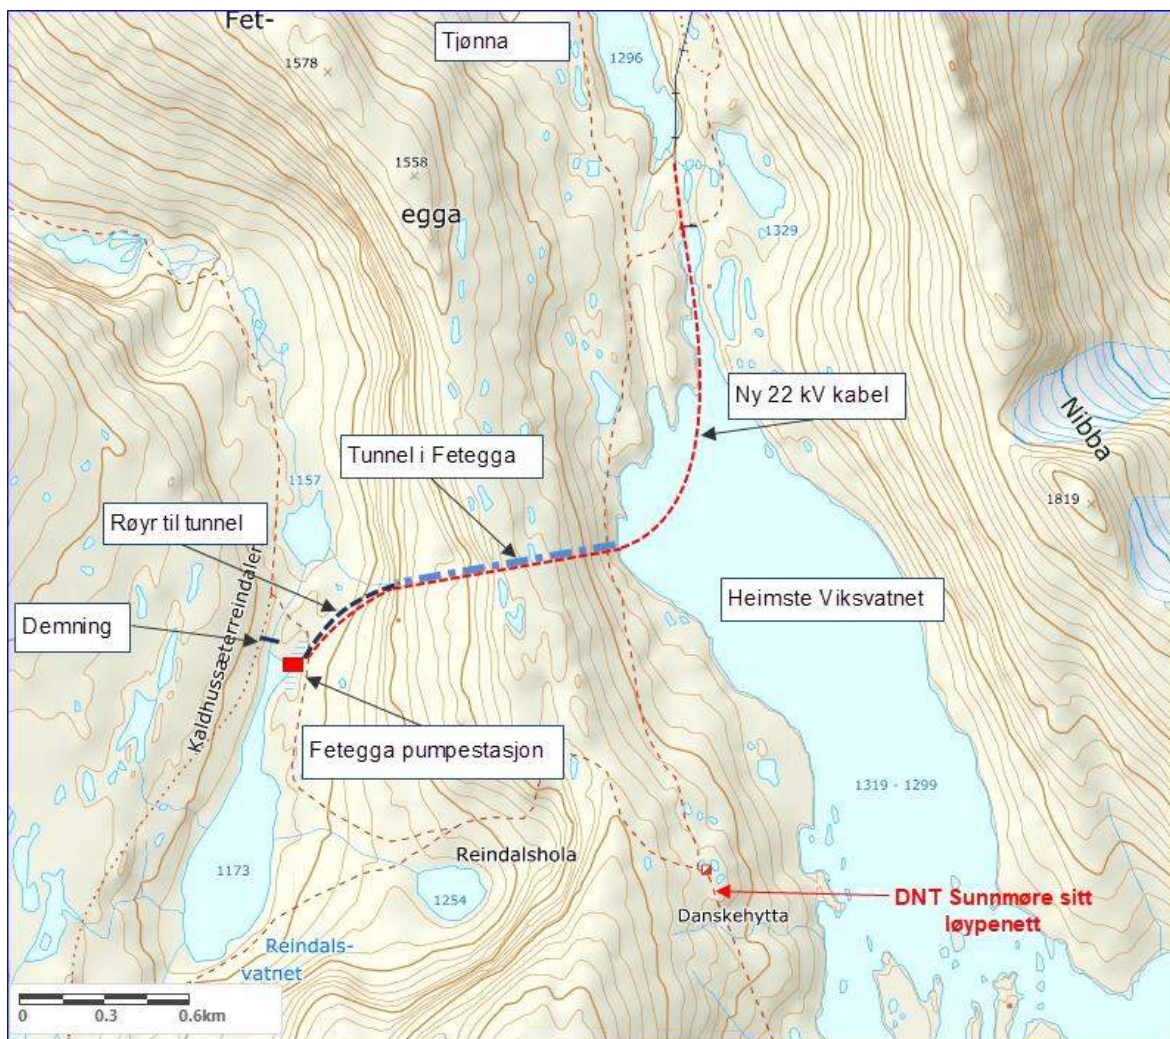 Fet-
Tjønna
1296
1578
1558
egga
1329
Ny 22 kV kabel
Nibba
Tunnel i Fetegga
1157
1819
Røyr til tunnel
Heimste Viksvatnet
Demning
Kaldhussæterreindalen
Fetegga pumpestasjon
1319 - 1299
Reindalshola
1173
1254
DNT Sunnmøre sitt
løypenett
Danskehytta
Reindals-
vatnet
0 0.3 0.6km